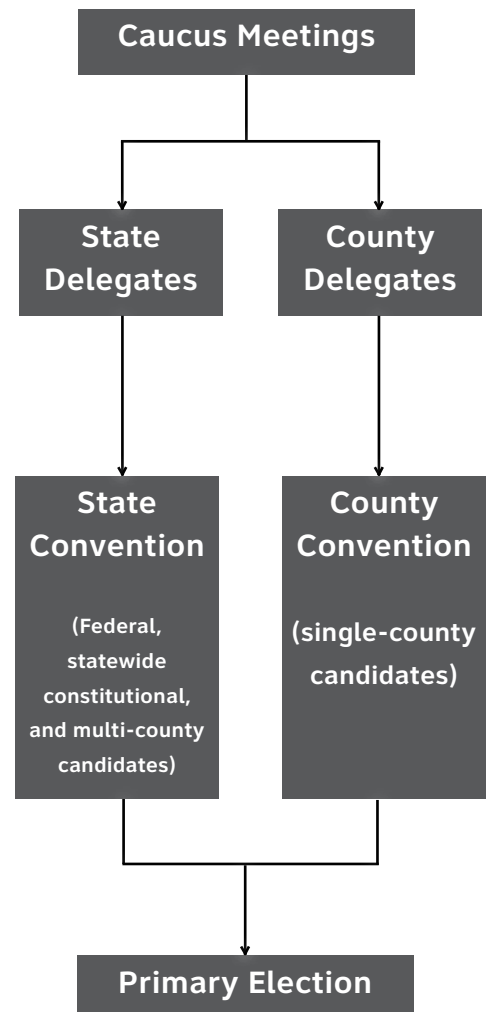 Caucus Meetings
State
Delegates
County
Delegates
State
Convention
(Federal,
statewide
constitutional,
and multi-county
candidates)
County
Convention
(single-county
candidates)
Primary Election